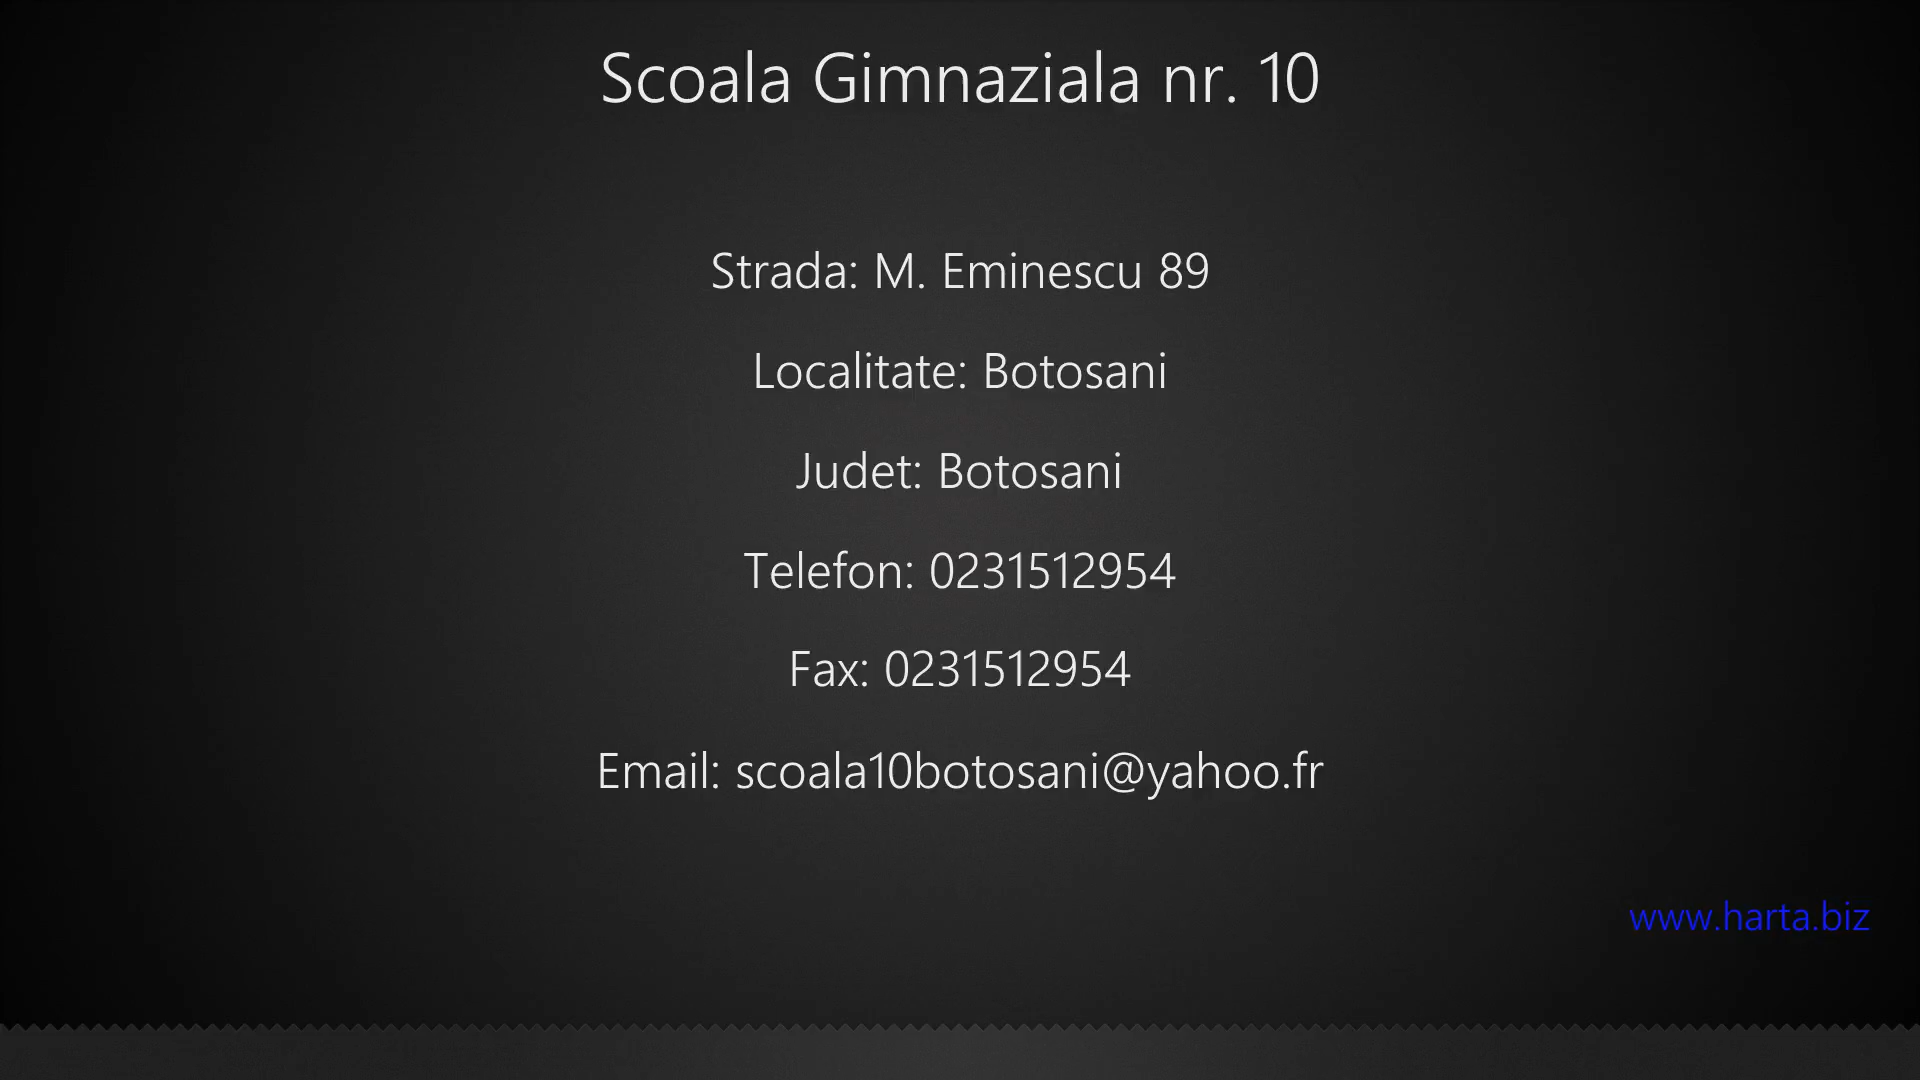 Scoala Gimnaziala nr. 10
Strada: M. Eminescu 89
Localitate: Botosani
Judet: Botosani
Telefon: 0231512954
Fax: 0231512954
Email: scoala10botosani@yahoo.fr
www.harta.biz